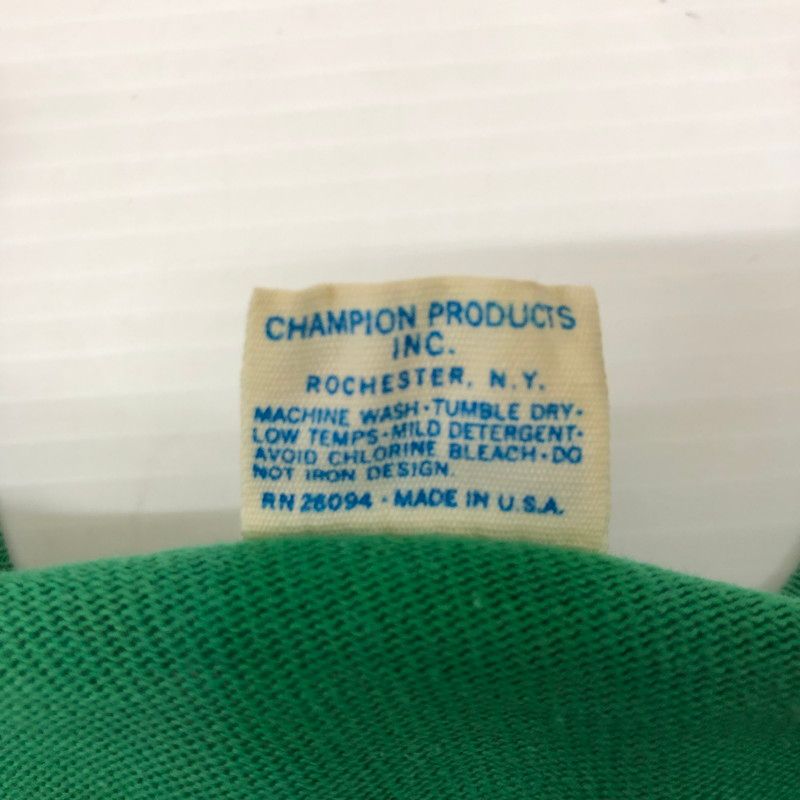 CHAMPION PRODUCTS
INC.
ROCHESTER, N.Y.
MACHINE WASH·TUMBLE DRY·
LOW TEMPS·MILD DETERGENT·
AVOID CHLORINE BLEACH·DO
NOT IRON DESIGN.
RN 26094 · MADE IN U.S.A.